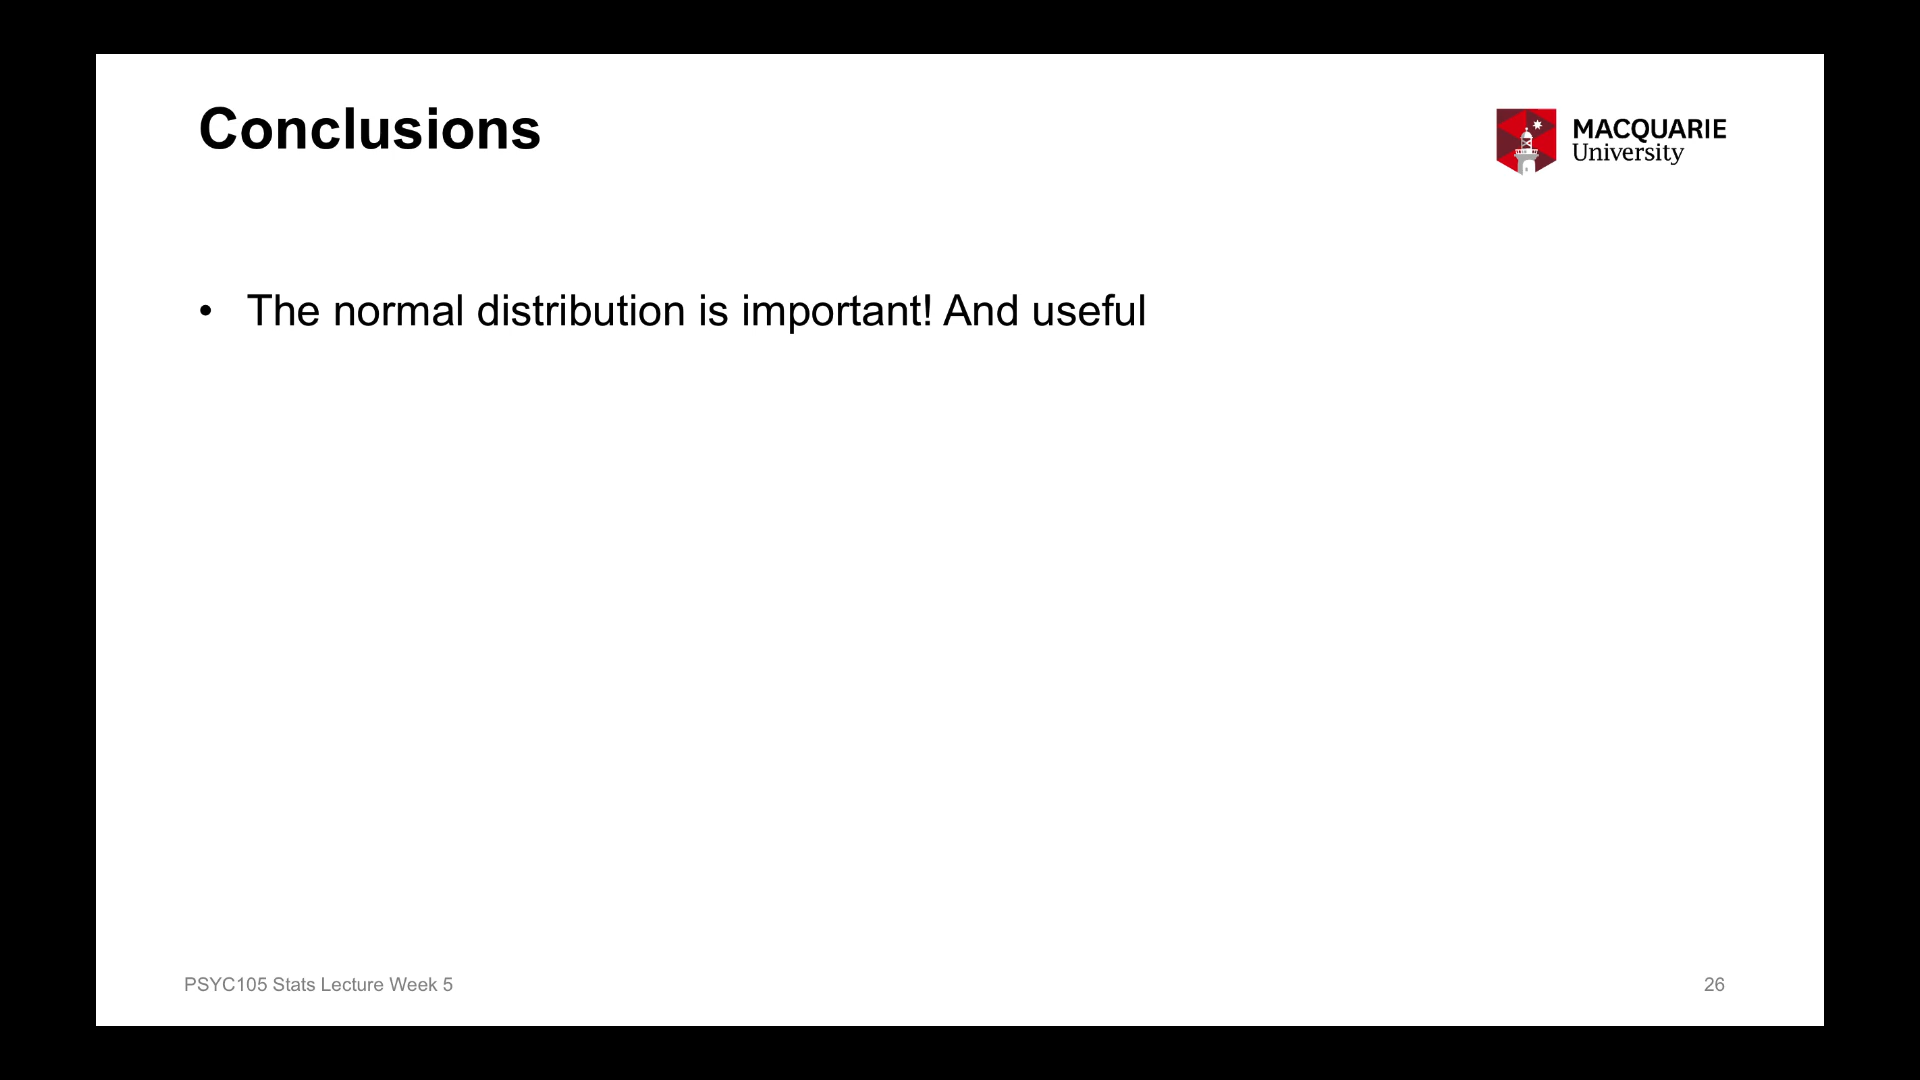 Conclusions
MACQUARIE
University
• The normal distribution is important! And useful
PSYC105 Stats Lecture Week 5
26